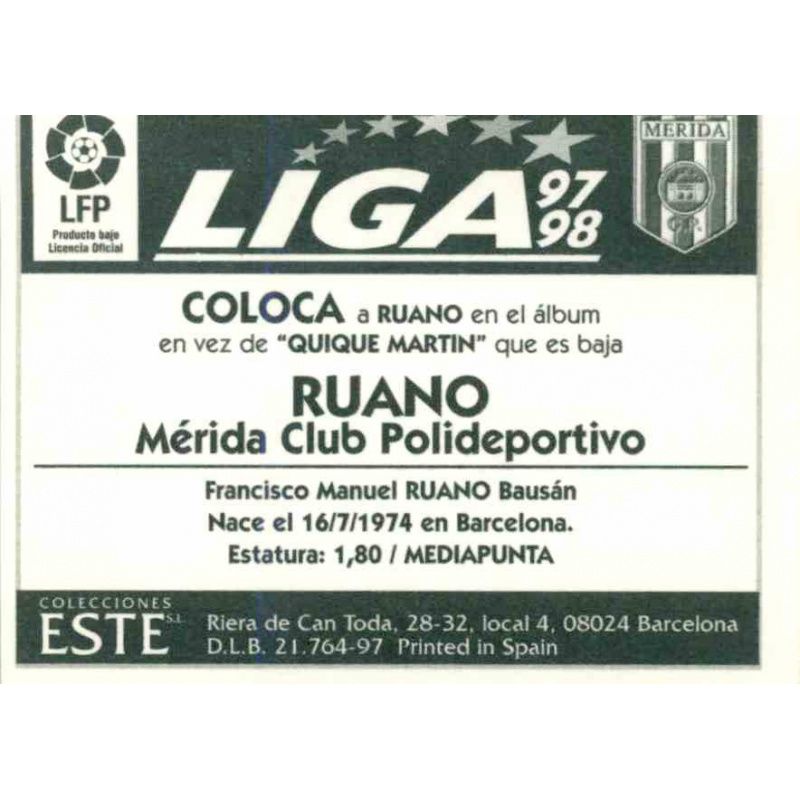 LFP
Producto bajo
Licencia Oficial
LIGA 97 98
MERIDA
COLOCA a RUANO en el álbum
en vez de "QUIQUE MARTIN" que es baja
RUANO
Mérida Club Polideportivo
Francisco Manuel RUANO Bausán
Nace el 16/7/1974 en Barcelona.
Estatura: 1,80 / MEDIAPUNTA
COLECCIONES
ESTE S.L.
Riera de Can Toda, 28-32, local 4, 08024 Barcelona
D.L.B. 21.764-97 Printed in Spain